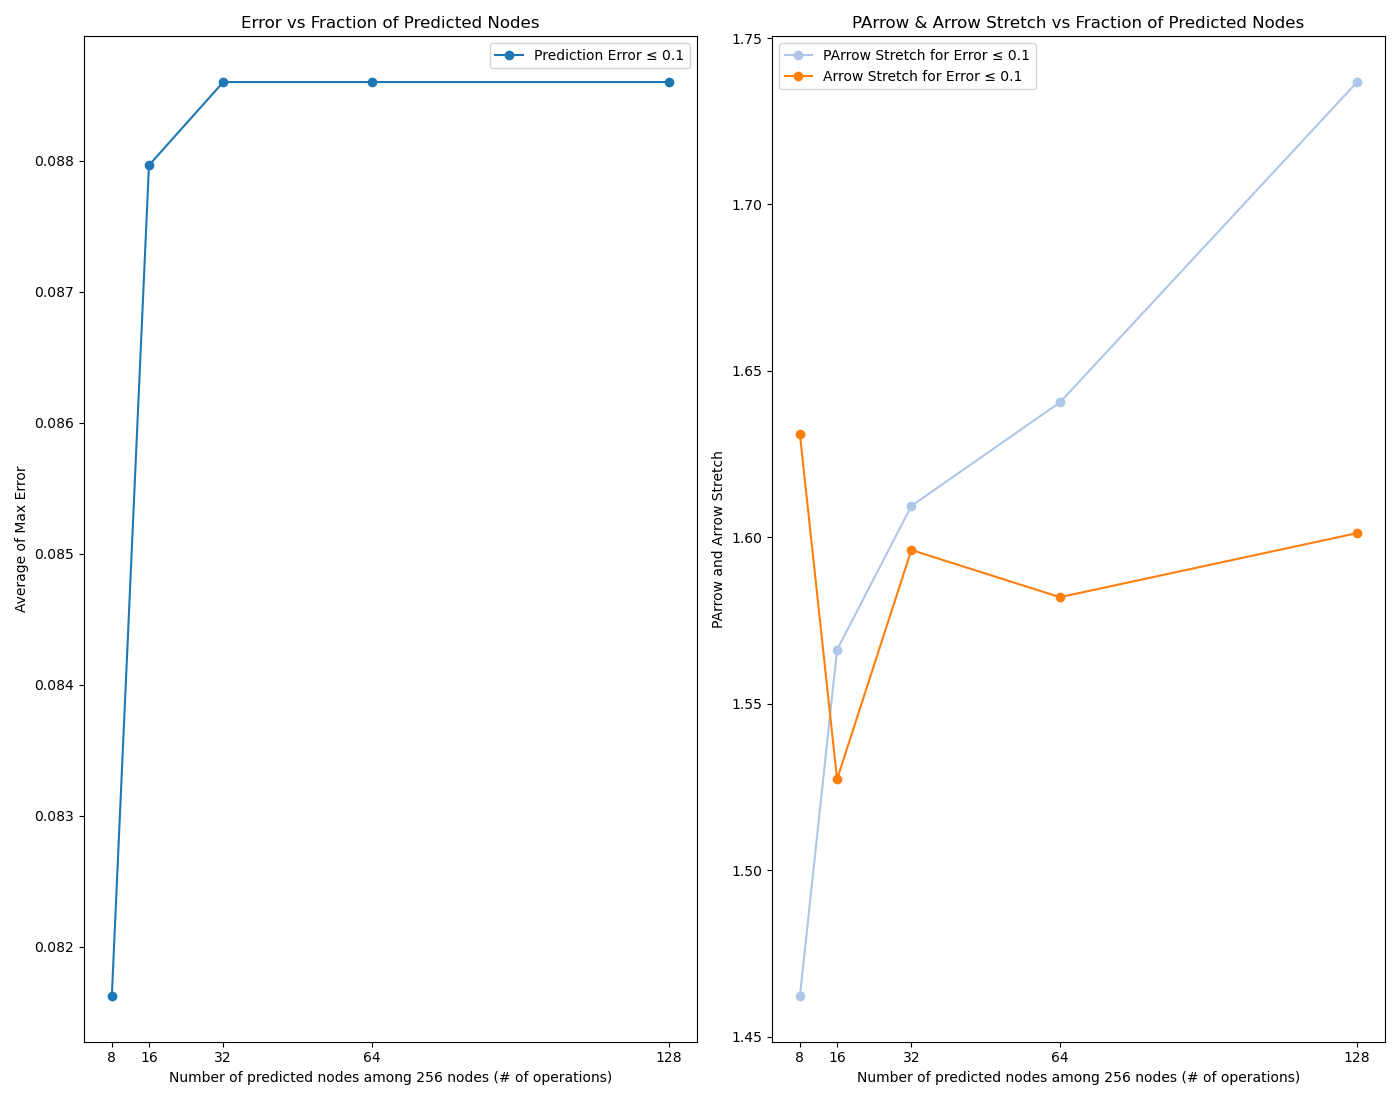 Error vs Fraction of Predicted Nodes
Prediction Error ≤ 0.1
0.088
0.087
0.086
0.085
0.084
0.083
0.082
Average of Max Error
8 16 32 64 128
Number of predicted nodes among 256 nodes (# of operations)
PArrow & Arrow Stretch vs Fraction of Predicted Nodes
PArrow Stretch for Error ≤ 0.1
Arrow Stretch for Error ≤ 0.1
1.75
1.70
1.65
1.60
1.55
1.50
1.45
PArrow and Arrow Stretch
8 16 32 64 128
Number of predicted nodes among 256 nodes (# of operations)